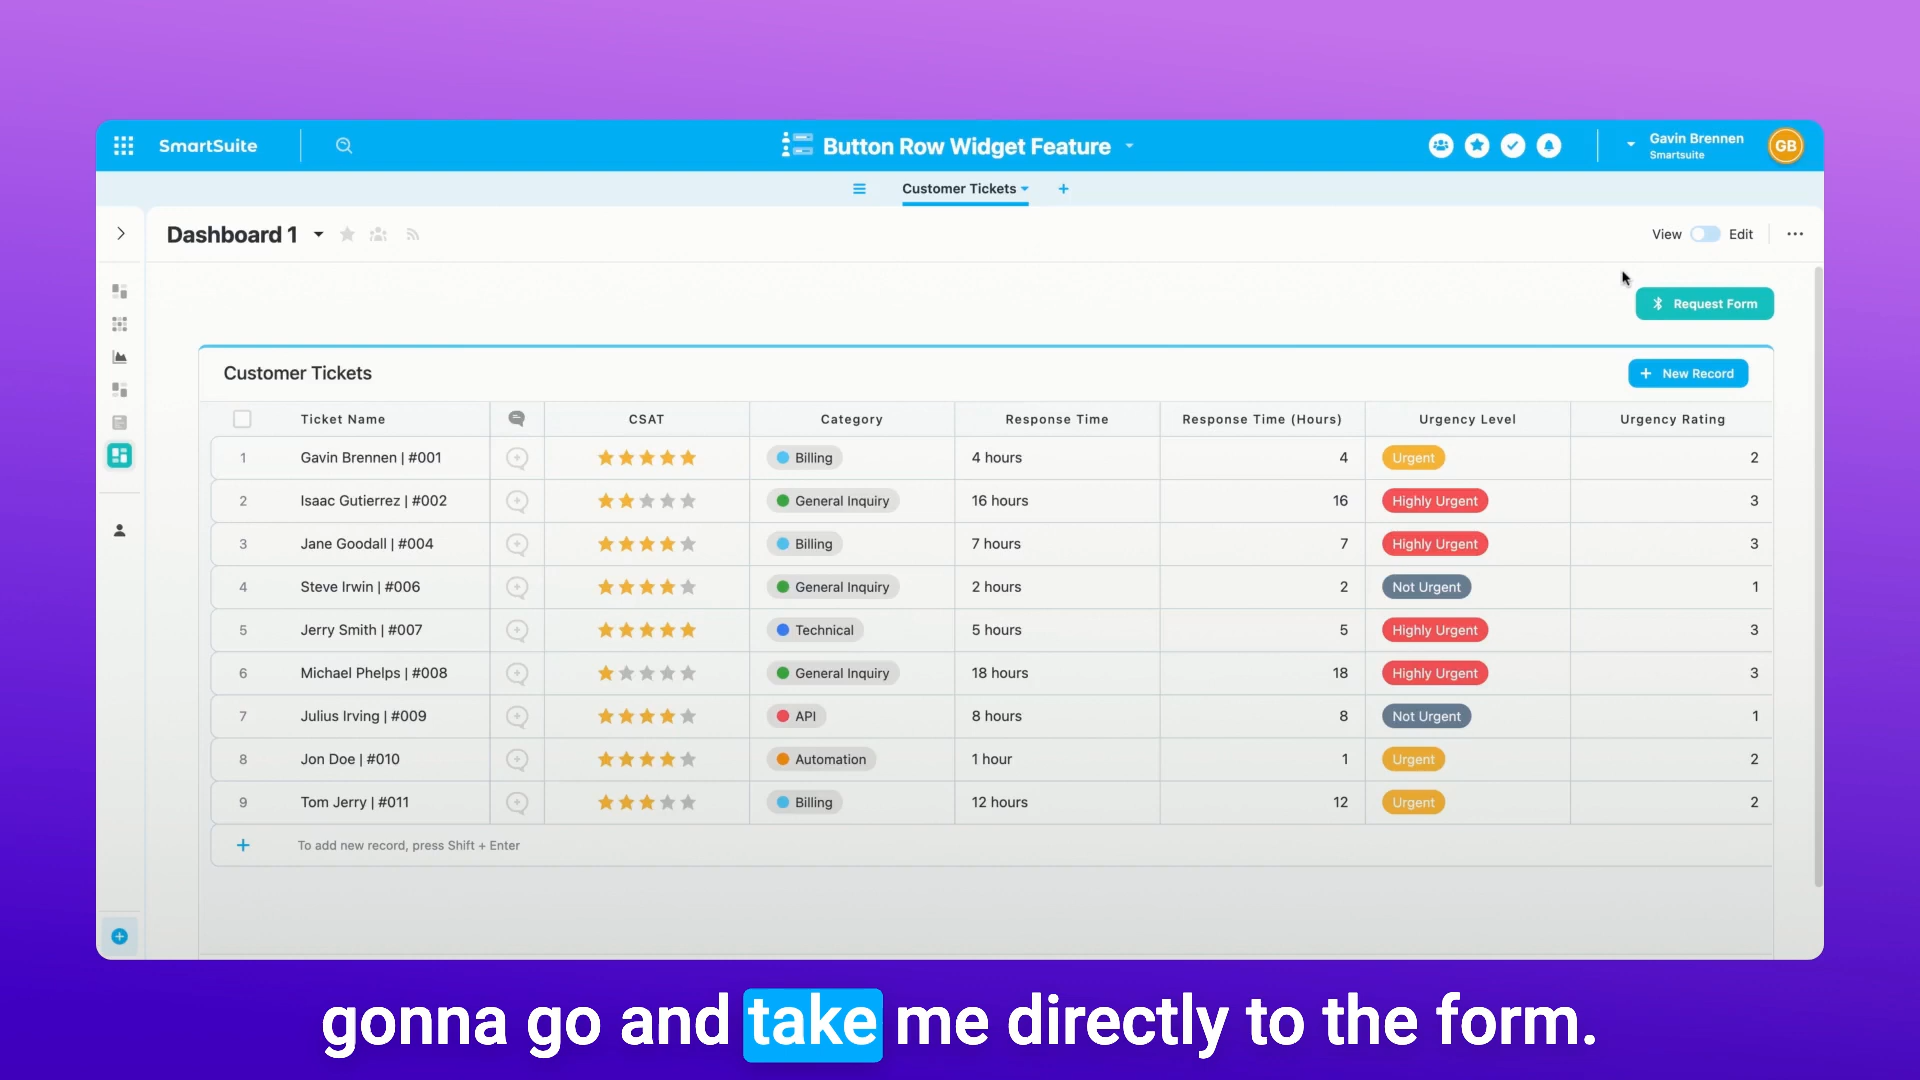 SmartSuite
Button Row Widget Feature
Gavin Brennen
Smartsuite
GB
Customer Tickets
Dashboard 1
View
Edit
Request Form
Customer Tickets
+ New Record
Ticket Name CSAT Category Response Time Response Time (Hours) Urgency Level Urgency Rating
1 Gavin Brennen | #001 Billing 4 hours 4 Urgent 2
2 Isaac Gutierrez | #002 General Inquiry 16 hours 16 Highly Urgent 3
3 Jane Goodall | #004 Billing 7 hours 7 Highly Urgent 3
4 Steve Irwin | #006 General Inquiry 2 hours 2 Not Urgent 1
5 Jerry Smith | #007 Technical 5 hours 5 Highly Urgent 3
6 Michael Phelps | #008 General Inquiry 18 hours 18 Highly Urgent 3
7 Julius Irving | #009 API 8 hours 8 Not Urgent 1
8 Jon Doe | #010 Automation 1 hour 1 Urgent 2
9 Tom Jerry | #011 Billing 12 hours 12 Urgent 2
+ To add new record, press Shift + Enter
gonna go and take me directly to the form.